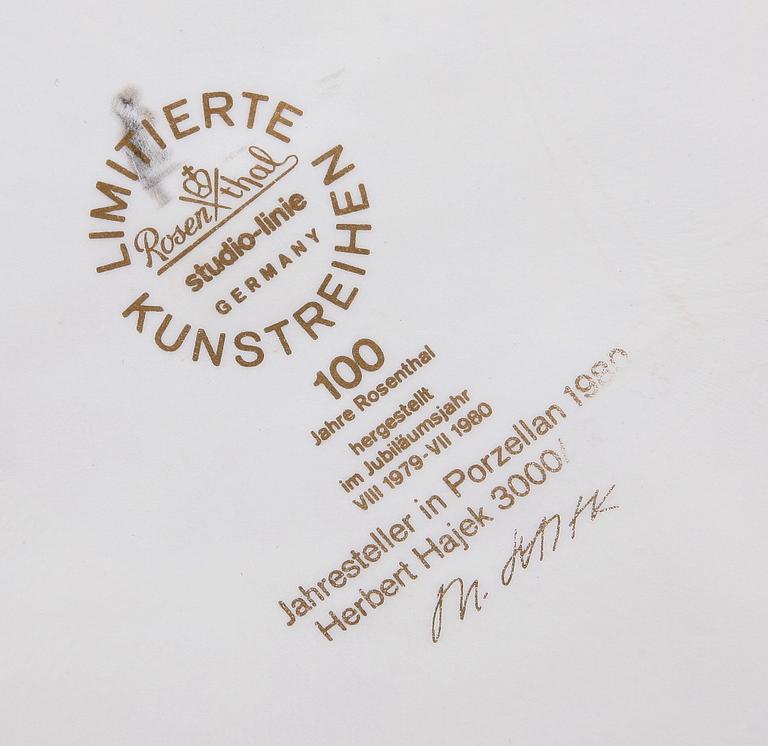 LIMITIERTE
Rosenthal
studio-linie
GERMANY
KUNSTREIHEN
100
Jahre Rosenthal
hergestellt
im Jubiläumsjahr
VIII 1979-VII 1980
Jahresteller in Porzellan 1980
Herbert Hajek 3000/